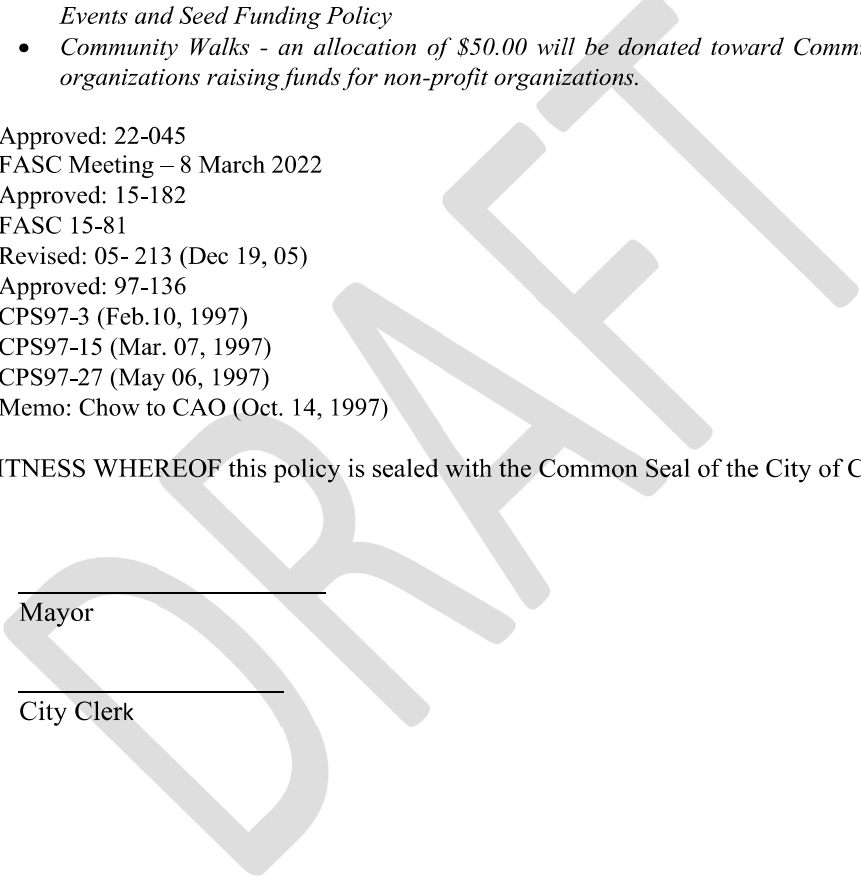 Events and Seed Funding Policy
• Community Walks - an allocation of $50.00 will be donated toward
organizations raising funds for non-profit organizations.
Approved: 22-045
FASC Meeting – 8 March 2022
Approved: 15-182
FASC 15-81
Revised: 05- 213 (Dec 19, 05)
Approved: 97-136
CPS97-3 (Feb.10, 1997)
CPS97-15 (Mar. 07, 1997)
CPS97-27 (May 06, 1997)
Memo: Chow to CAO (Oct. 14, 1997)
WHEREOF this policy is sealed with the Common Seal of the City of
Mayor
City Clerk
DRAFT